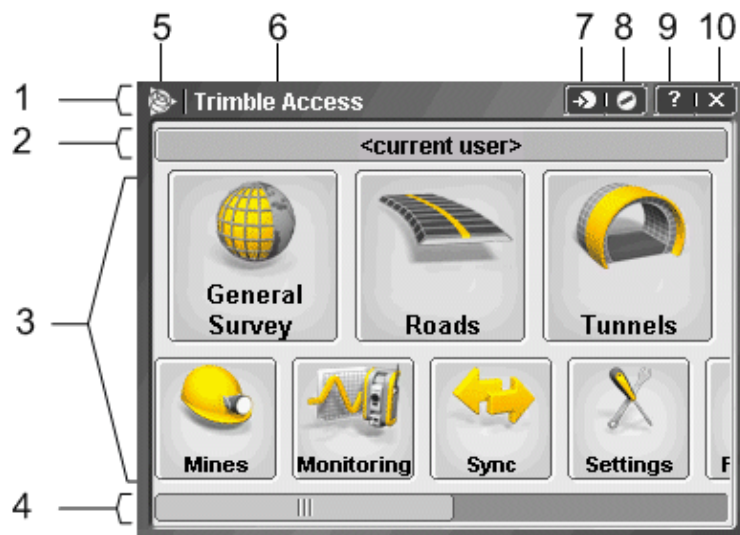 5 6 7 8 9 10
1 Trimble Access ? X
2 <current user>
3
General Survey Roads Tunnels
Mines Monitoring Sync Settings F
4